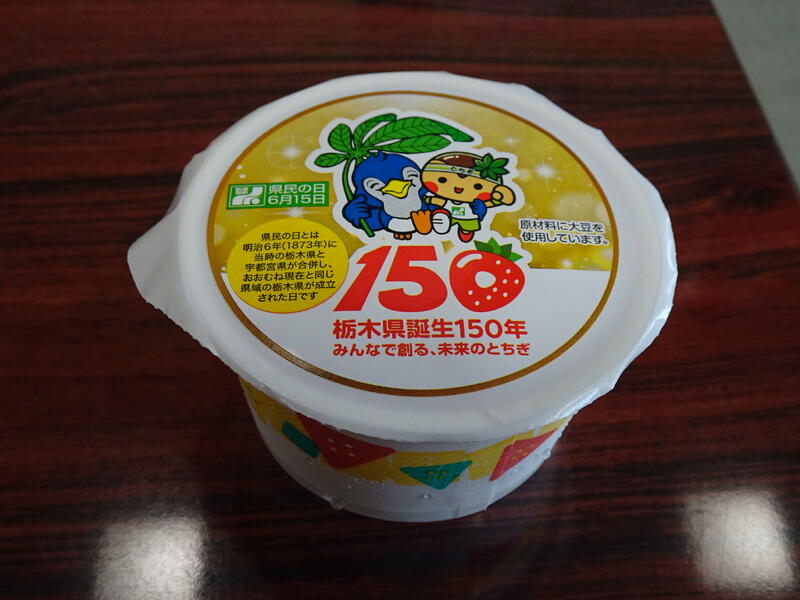 県民の日
6月15日
とちぎ
原材料に大豆を
使用しています。
県民の日とは
明治6年(1873年)に
当時の栃木県と
宇都宮県が合併し、
おおむね現在と同じ
県域の栃木県が成立
された日です
150
栃木県誕生150年
みんなで創る、未来のとちぎ